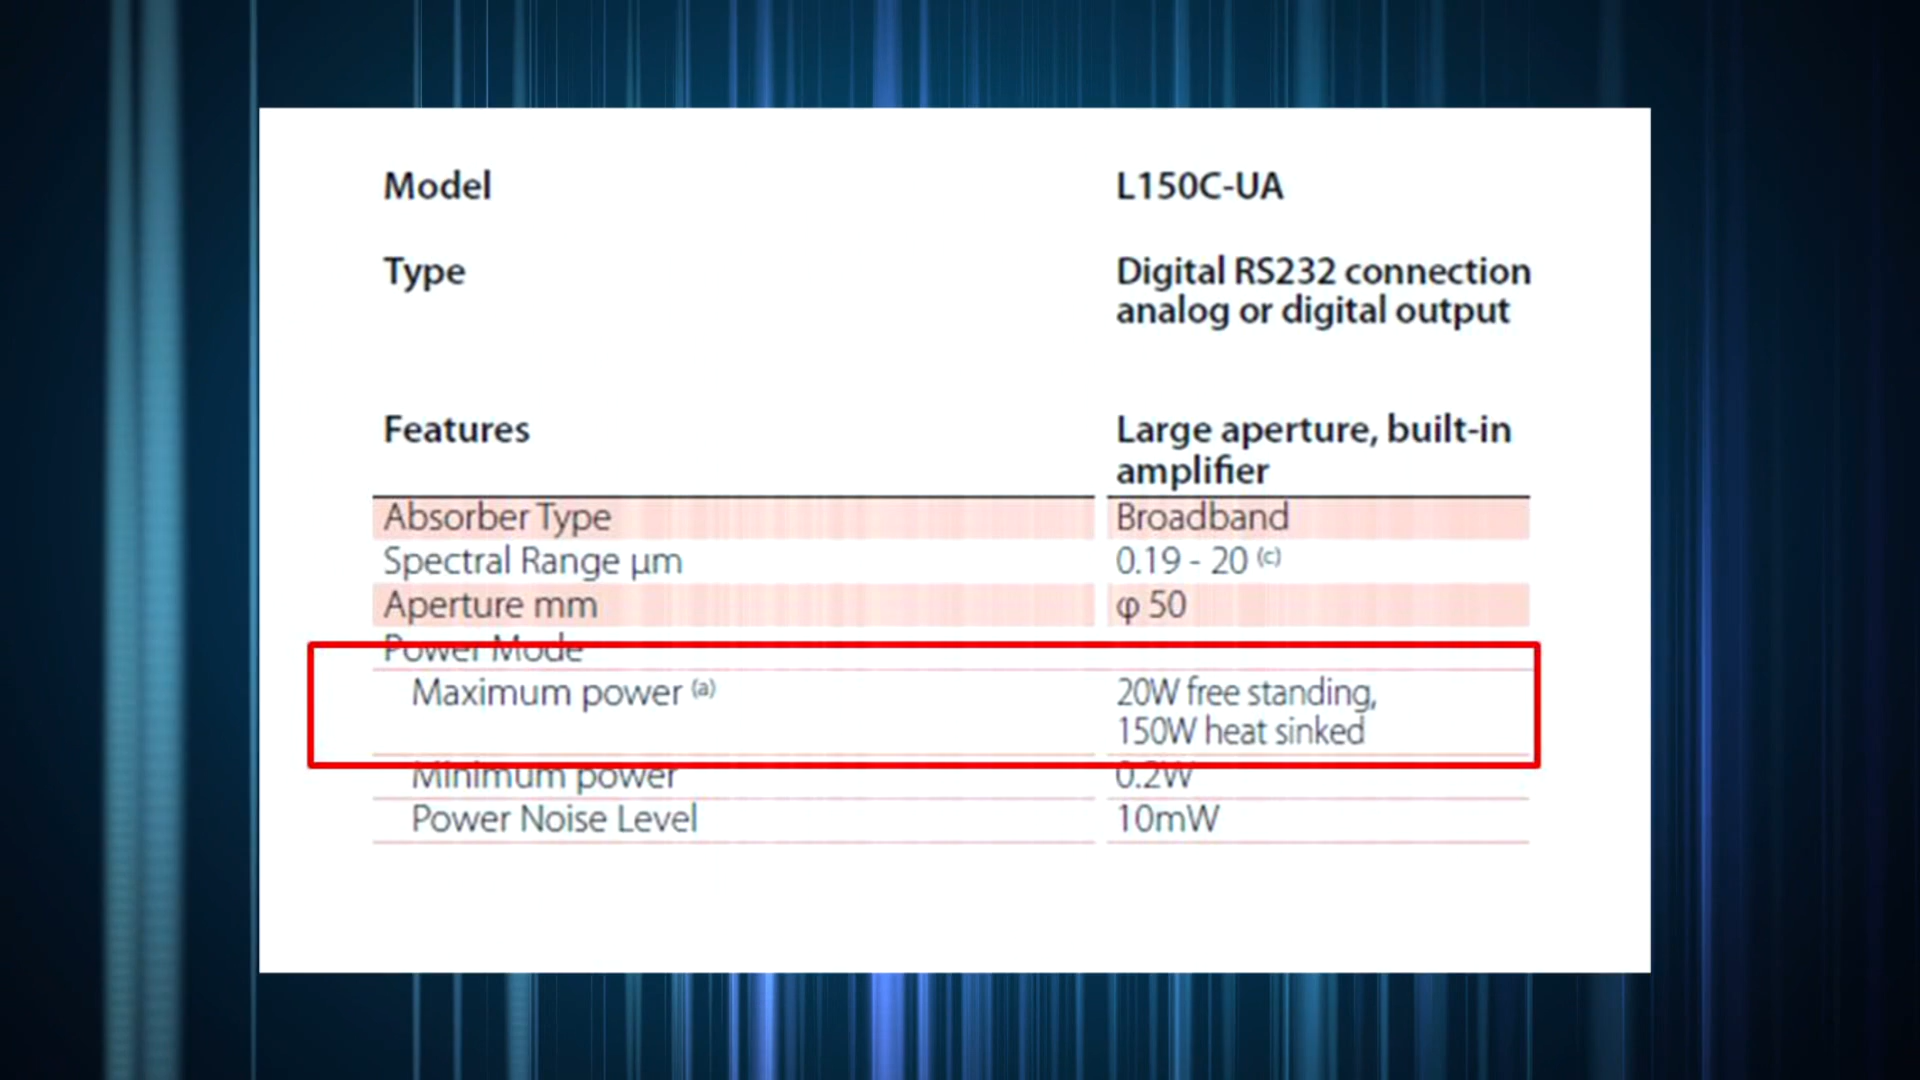 Model L150C-UA
Type Digital RS232 connection
analog or digital output
Features Large aperture, built-in
amplifier
Absorber Type Broadband
Spectral Range µm 0.19 - 20 (c)
Aperture mm φ 50
Power Mode
Maximum power (a) 20W free standing,
150W heat sinked
Minimum power 0.2W
Power Noise Level 10mW